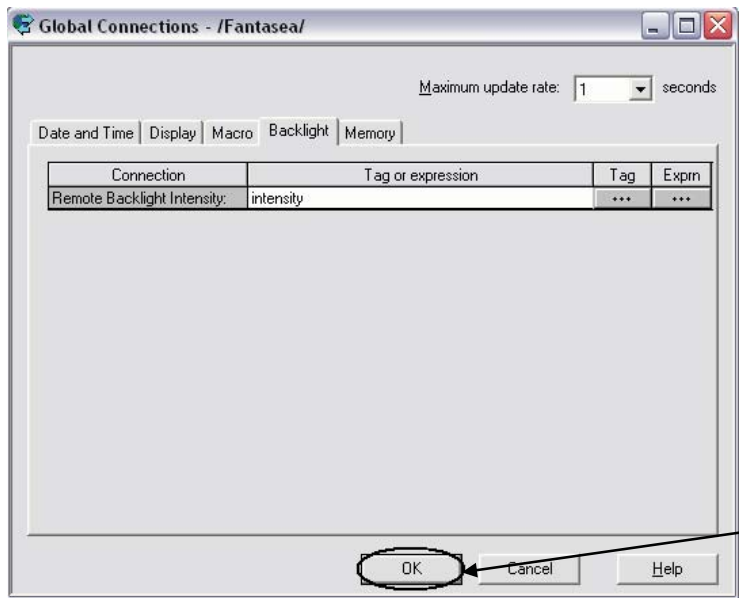 Global Connections - /Fantasea/
Maximum update rate: 1 seconds
Date and Time Display Macro Backlight Memory
Connection Tag or expression Tag Exprn
Remote Backlight Intensity: intensity ... ...
OK Cancel Help